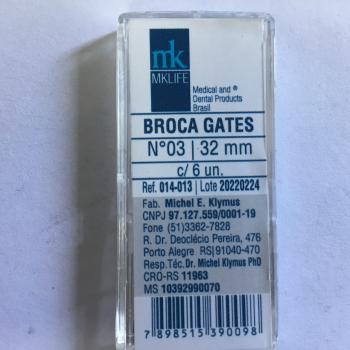 mk
MKLIFE
Medical and ®
Dental Products
Brasil
BROCA GATES
N°03 | 32 mm
c/ 6 un.
Ref. 014-013 | Lote 20220224
Fab. Michel E. Klymus
CNPJ 97.127.559/0001-19
Fone (51)3362-7828
R. Dr. Deoclécio Pereira, 476
Porto Alegre RS|91040-470
Resp.Téc. Dr. Michel Klymus PhD
CRO-RS 11963
MS 10392990070
7 898515 390098